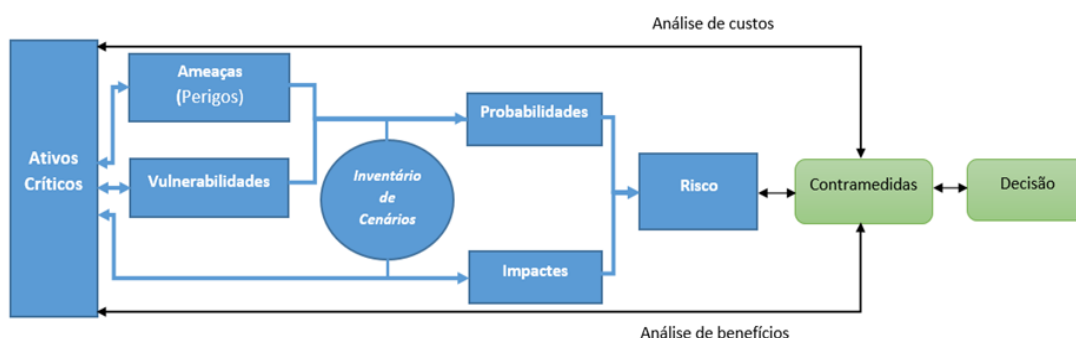 Análise de custos
Ameaças
(Perigos)
Probabilidades
Ativos
Críticos
Vulnerabilidades
Inventário
de
Cenários
Risco
Contramedidas
Decisão
Impactes
Análise de benefícios